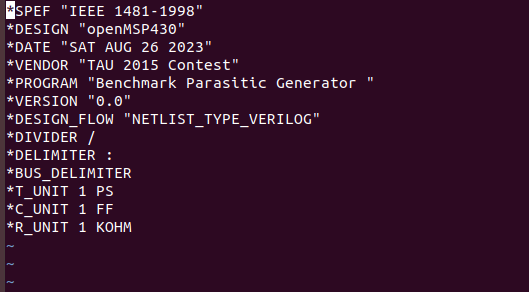 *SPEF "IEEE 1481-1998"
*DESIGN "openMSP430"
*DATE "SAT AUG 26 2023"
*VENDOR "TAU 2015 Contest"
*PROGRAM "Benchmark Parasitic Generator "
*VERSION "0.0"
*DESIGN_FLOW "NETLIST_TYPE_VERILOG"
*DIVIDER /
*DELIMITER :
*BUS_DELIMITER
*T_UNIT 1 PS
*C_UNIT 1 FF
*R_UNIT 1 KOHM
~
~
~